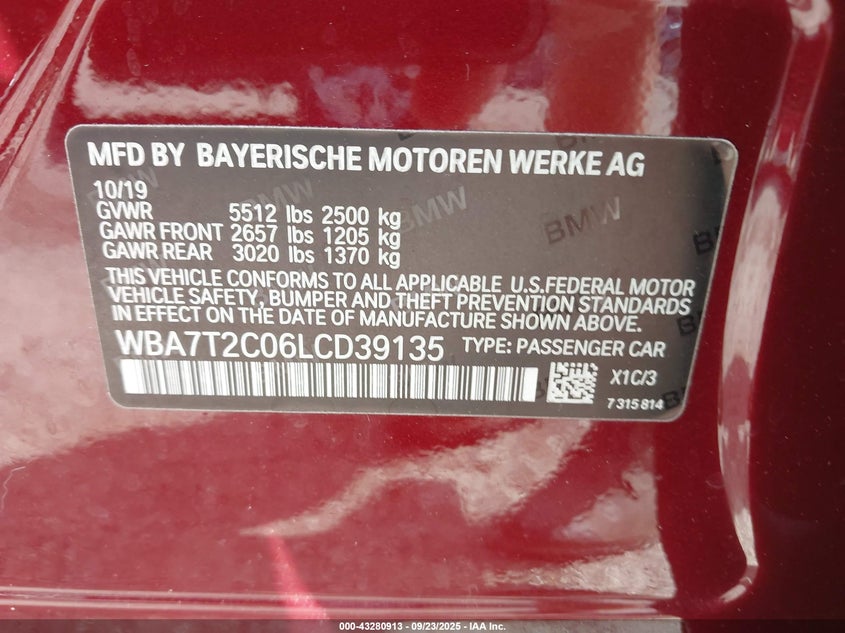 MFD BY BAYERISCHE MOTOREN WERKE AG
10/19
GVWR 5512 lbs 2500 kg
GAWR FRONT 2657 lbs 1205 kg
GAWR REAR 3020 lbs 1370 kg
THIS VEHICLE CONFORMS TO ALL APPLICABLE U.S.FEDERAL MOTOR
VEHICLE SAFETY, BUMPER AND THEFT PREVENTION STANDARDS
IN EFFECT ON THE DATE OF MANUFACTURE SHOWN ABOVE.
WBA7T2C06LCD39135 TYPE: PASSENGER CAR
X1C/3
7 315 814
BMW
BMW
000-43280913 - 09/23/2025 - IAA Inc.